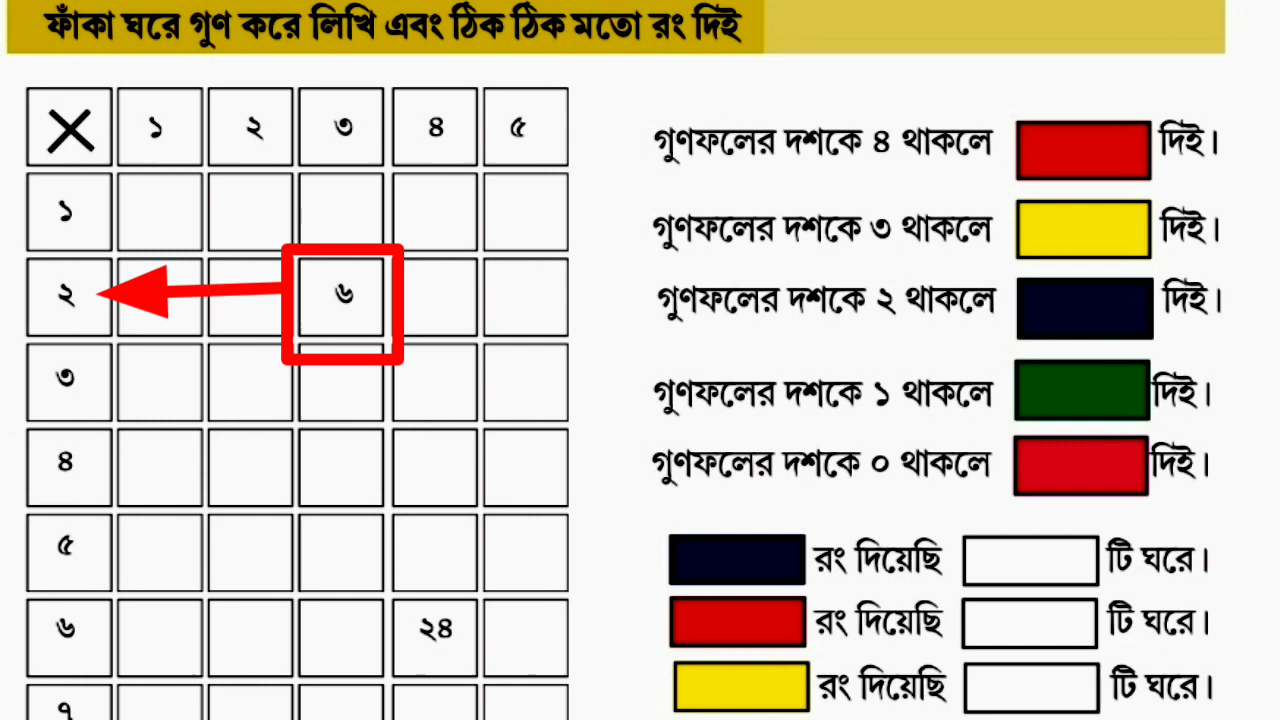 ফাঁকা ঘরে গুণ করে লিখি এবং ঠিক ঠিক মতো রং দিই
× ১ ২ ৩ ৪ ৫
১
২ ৬
৩
৪
৫
৬ ২৪
৭
গুণফলের দশকে ৪ থাকলে দিই।
গুণফলের দশকে ৩ থাকলে দিই।
গুণফলের দশকে ২ থাকলে দিই।
গুণফলের দশকে ১ থাকলে দিই।
গুণফলের দশকে ০ থাকলে দিই।
রং দিয়েছি টি ঘরে।
রং দিয়েছি টি ঘরে।
রং দিয়েছি টি ঘরে।